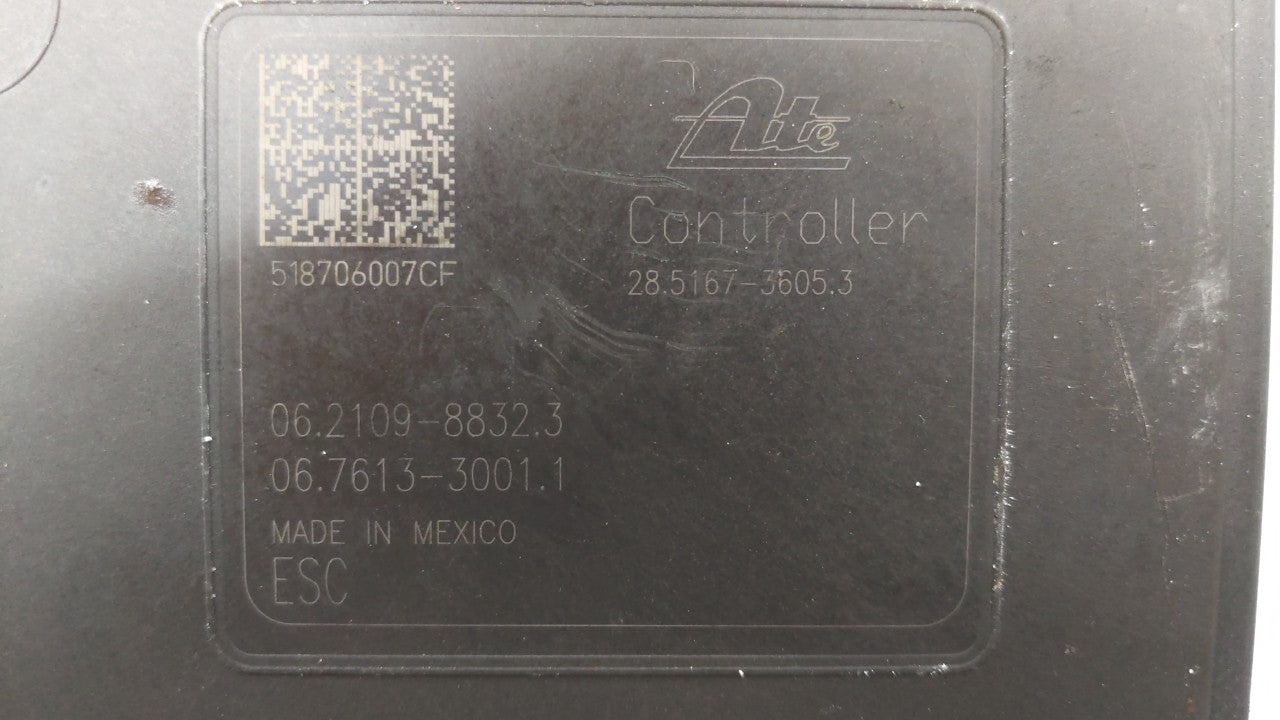 Ate
518706007CF
Controller
28.5167-3605.3
06.2109-8832.3
06.7613-3001.1
MADE IN MEXICO
ESC